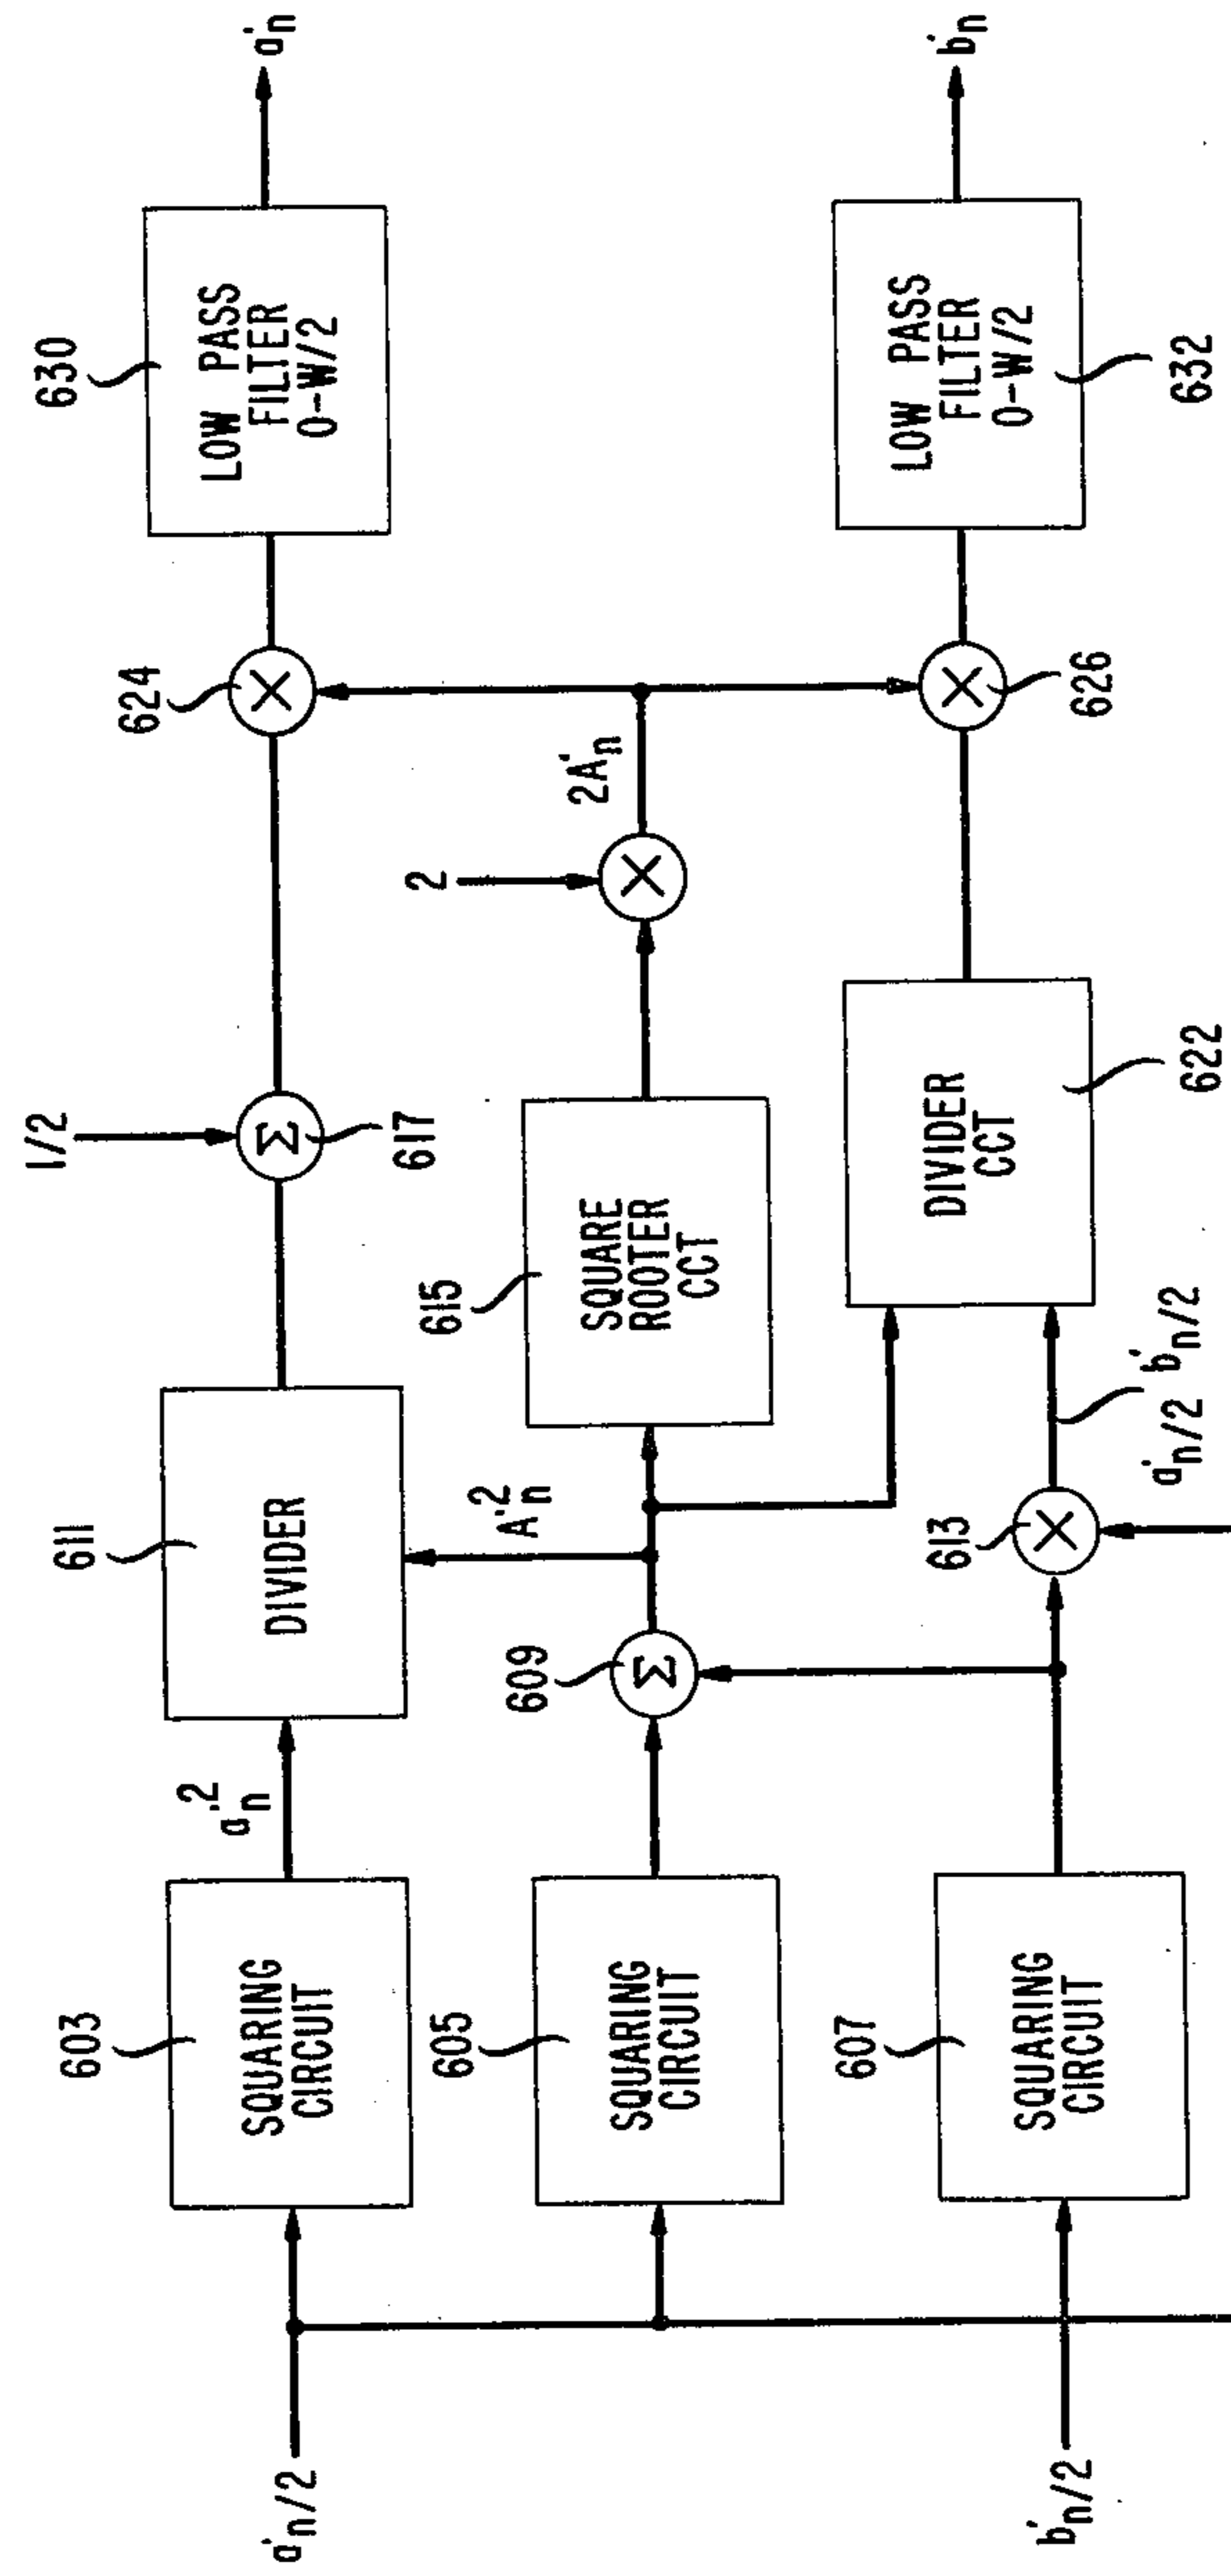 a'n/2
b'n/2
603
SQUARING
CIRCUIT
605
SQUARING
CIRCUIT
607
SQUARING
CIRCUIT
a'n2
609
Σ
A'n2
611
DIVIDER
613
X
a'n/2 b'n/2
615
SQUARE
ROOTER
CCT
1/2
Σ
617
DIVIDER
CCT
622
2
X
2A'n
624
X
X
626
630
LOW PASS
FILTER
0-W/2
LOW PASS
FILTER
0-W/2
632
a'n
b'n